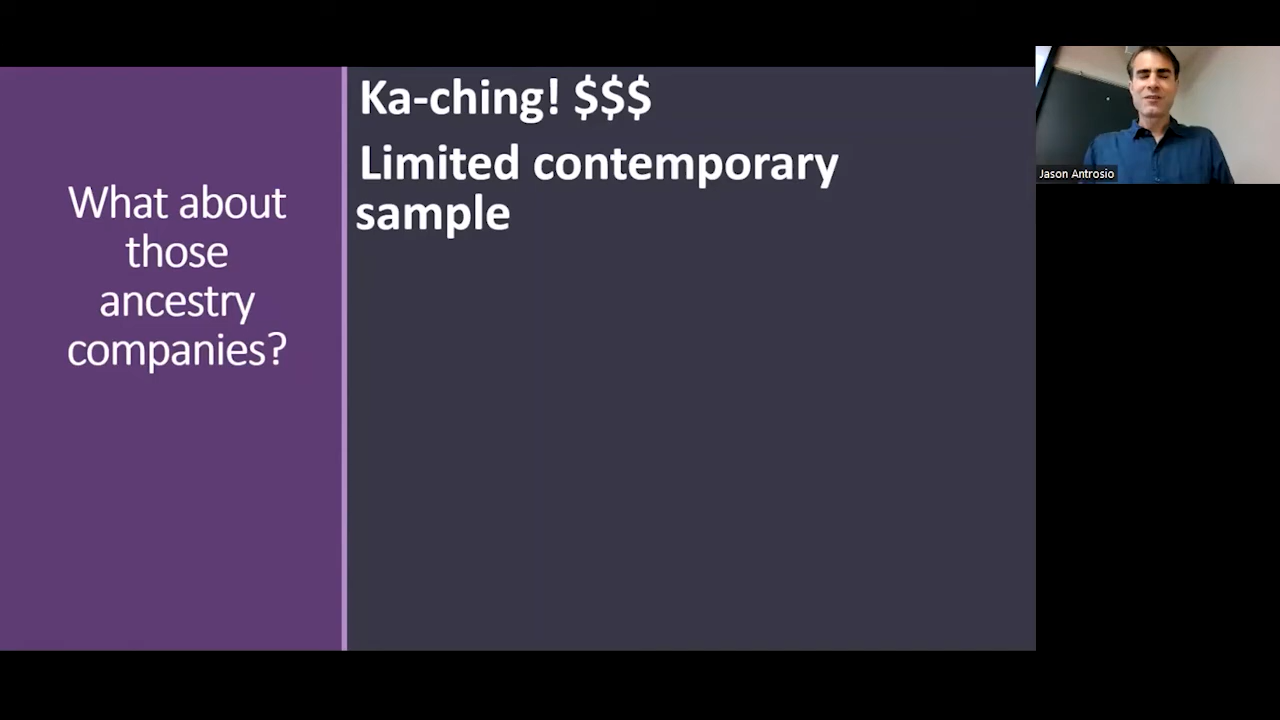 What about
those
ancestry
companies?
Ka-ching! $$$
Limited contemporary
sample
Jason Antrosio